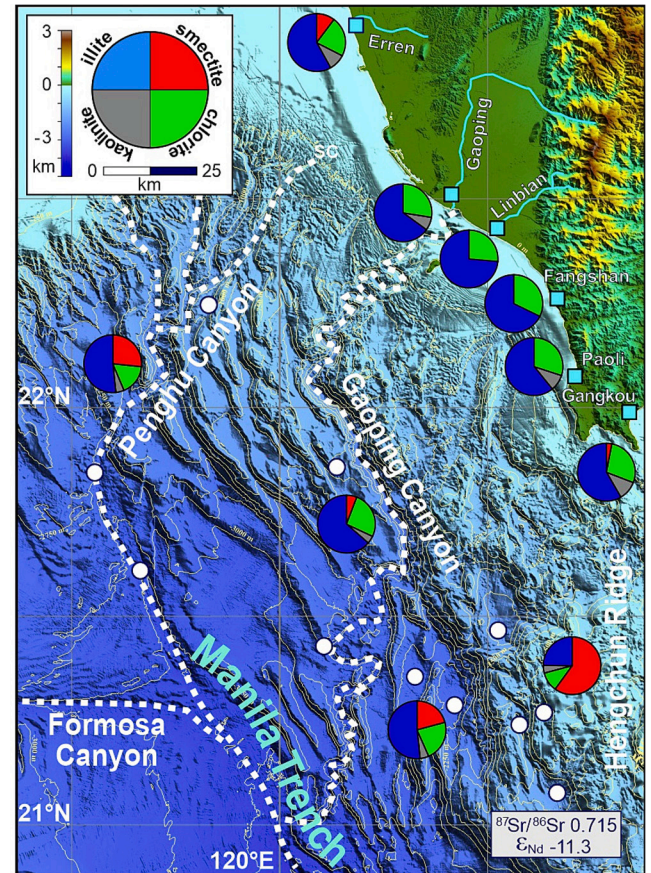 3
0
-3
km
illite
smectite
kaolinite
chlorite
0
25
km
Erren
Gaoping
Linbian
SC
Fangshan
Paoli
Gangkou
22°N
Penghu Canyon
Gaoping Canyon
Hengchun Ridge
Manila Trench
Formosa
Canyon
21°N
120°E
⁸⁷Sr/⁸⁶Sr 0.715
εNd -11.3